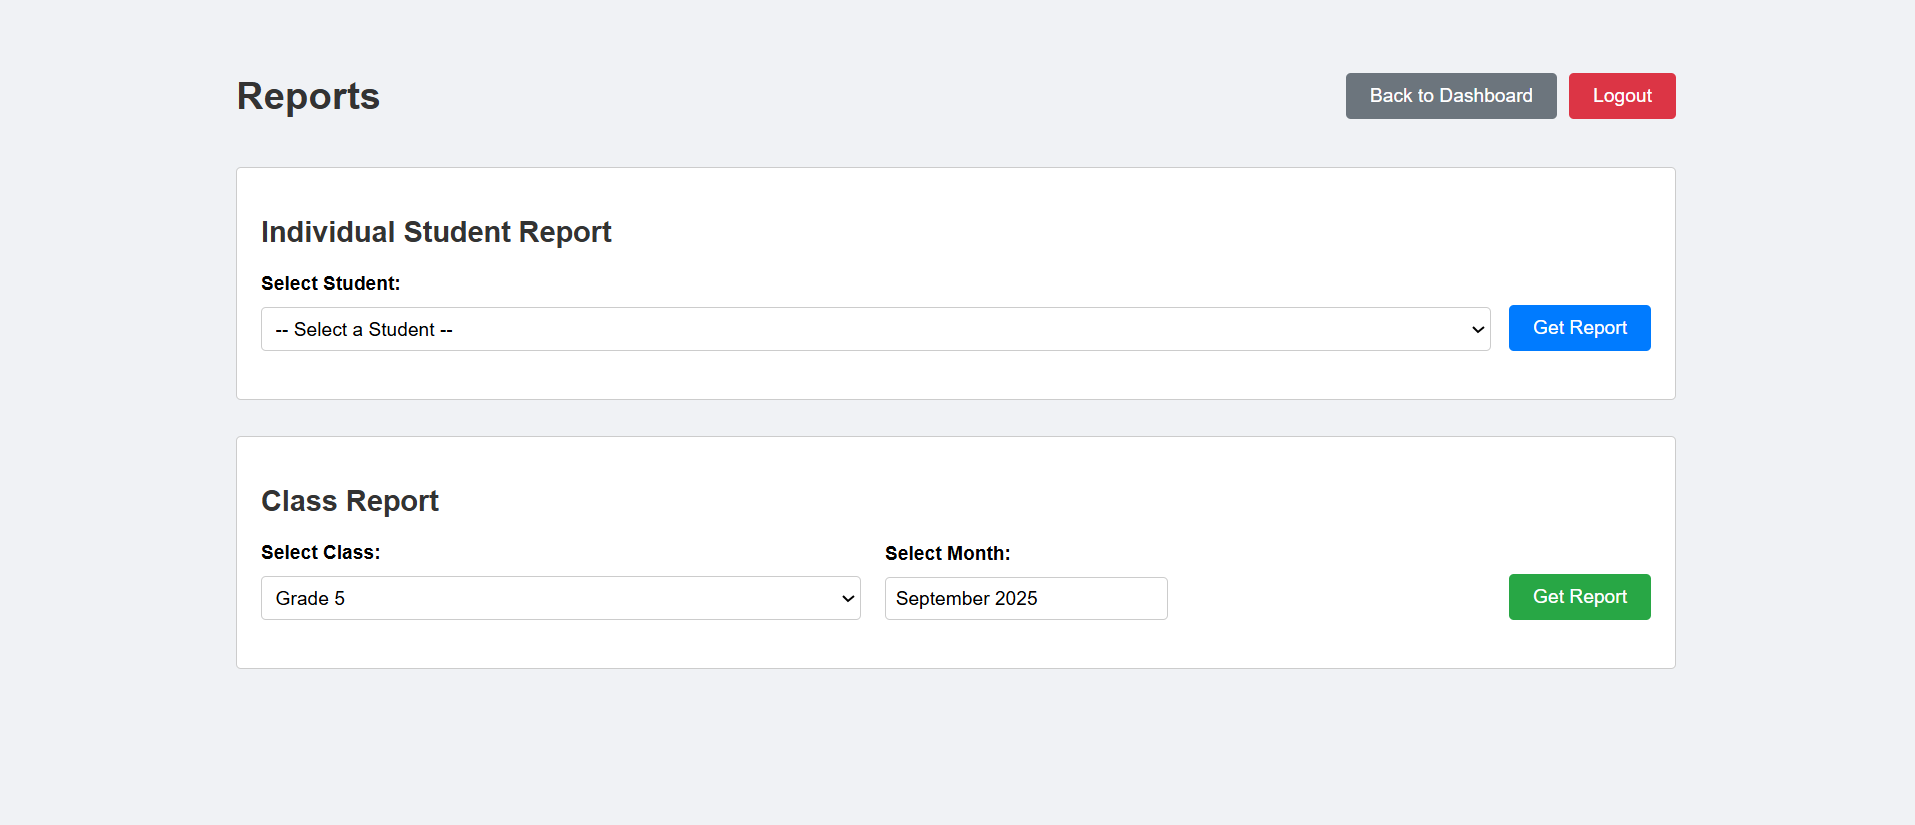 Reports
Back to Dashboard
Logout
Individual Student Report
Select Student:
-- Select a Student --
Get Report
Class Report
Select Class:
Select Month:
Grade 5
September 2025
Get Report